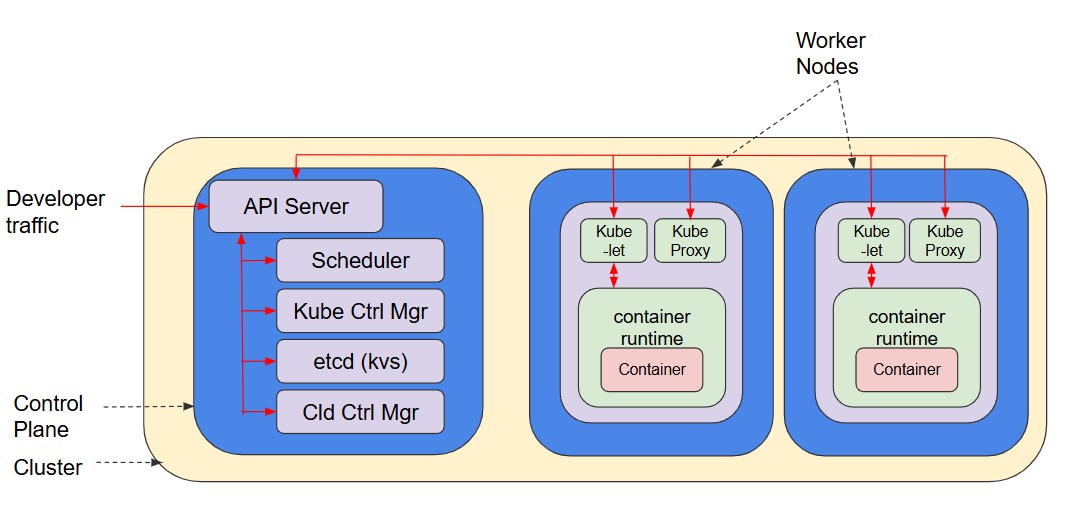 Worker
Nodes
Developer
traffic
API Server
Scheduler
Kube Ctrl Mgr
etcd (kvs)
Cld Ctrl Mgr
Control
Plane
Cluster
Kube
-let
Kube
Proxy
container
runtime
Container
Kube
-let
Kube
Proxy
container
runtime
Container